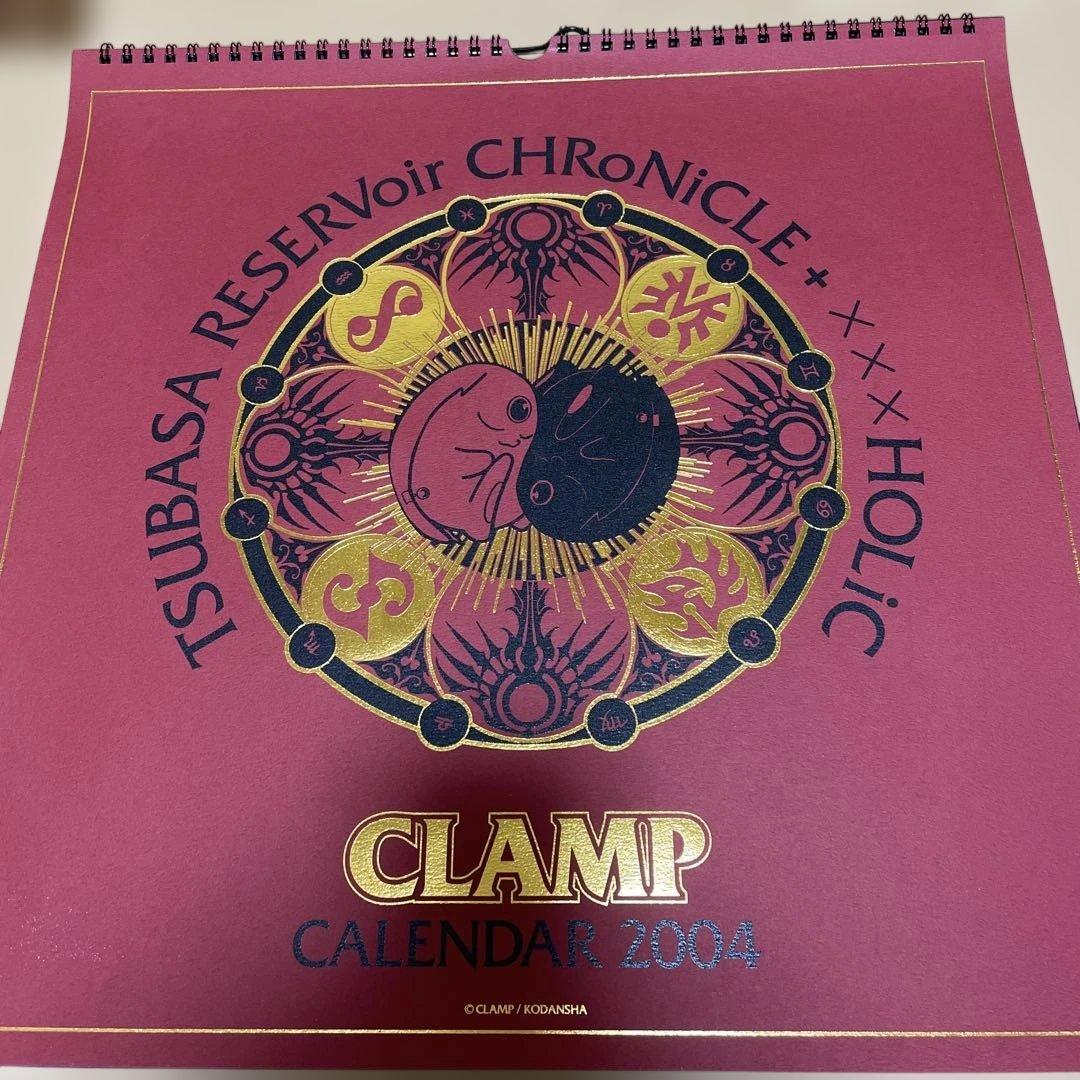 TSUBASA RESERVoir CHRoNiCLE + ×××HOLiC
♓ ♈ ♉ ♊ ♋ ♌ ♍ ♎ ♏ ♐ ♑ ♒
CLAMP
CALENDAR 2004
© CLAMP / KODANSHA